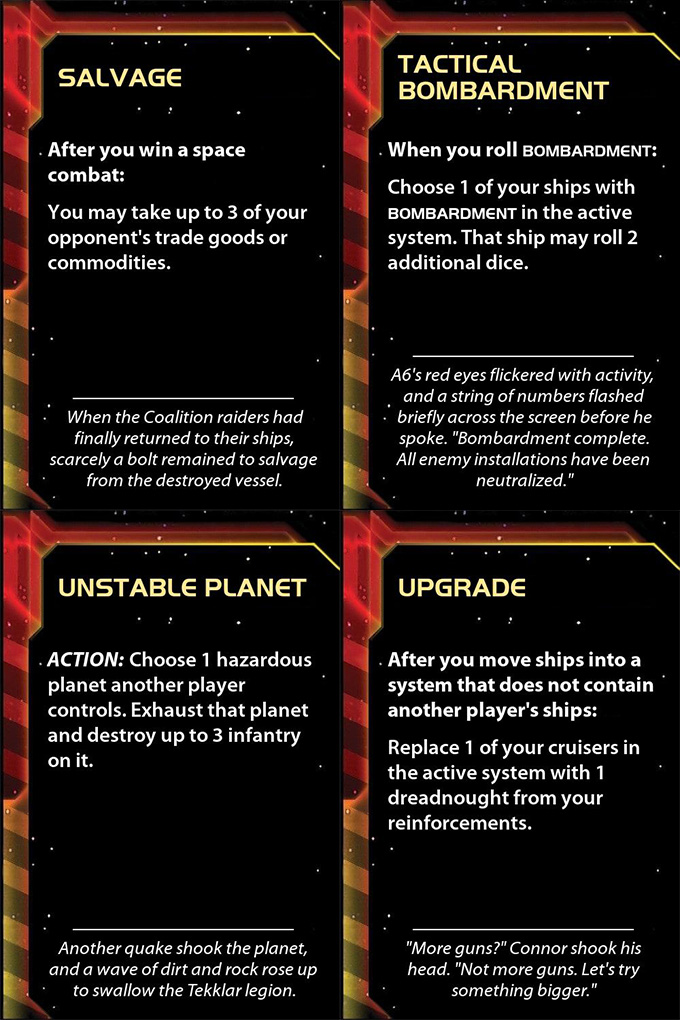 SALVAGE
After you win a space
combat:
You may take up to 3 of your
opponent's trade goods or
commodities.
When the Coalition raiders had
finally returned to their ships,
scarcely a bolt remained to salvage
from the destroyed vessel.
TACTICAL
BOMBARDMENT
When you roll BOMBARDMENT:
Choose 1 of your ships with
BOMBARDMENT in the active
system. That ship may roll 2
additional dice.
A6's red eyes flickered with activity,
and a string of numbers flashed
briefly across the screen before he
spoke. "Bombardment complete.
All enemy installations have been
neutralized."
UNSTABLE PLANET
ACTION: Choose 1 hazardous
planet another player
controls. Exhaust that planet
and destroy up to 3 infantry
on it.
Another quake shook the planet,
and a wave of dirt and rock rose up
to swallow the Tekklar legion.
UPGRADE
After you move ships into a
system that does not contain
another player's ships:
Replace 1 of your cruisers in
the active system with 1
dreadnought from your
reinforcements.
"More guns?" Connor shook his
head. "Not more guns. Let's try
something bigger."